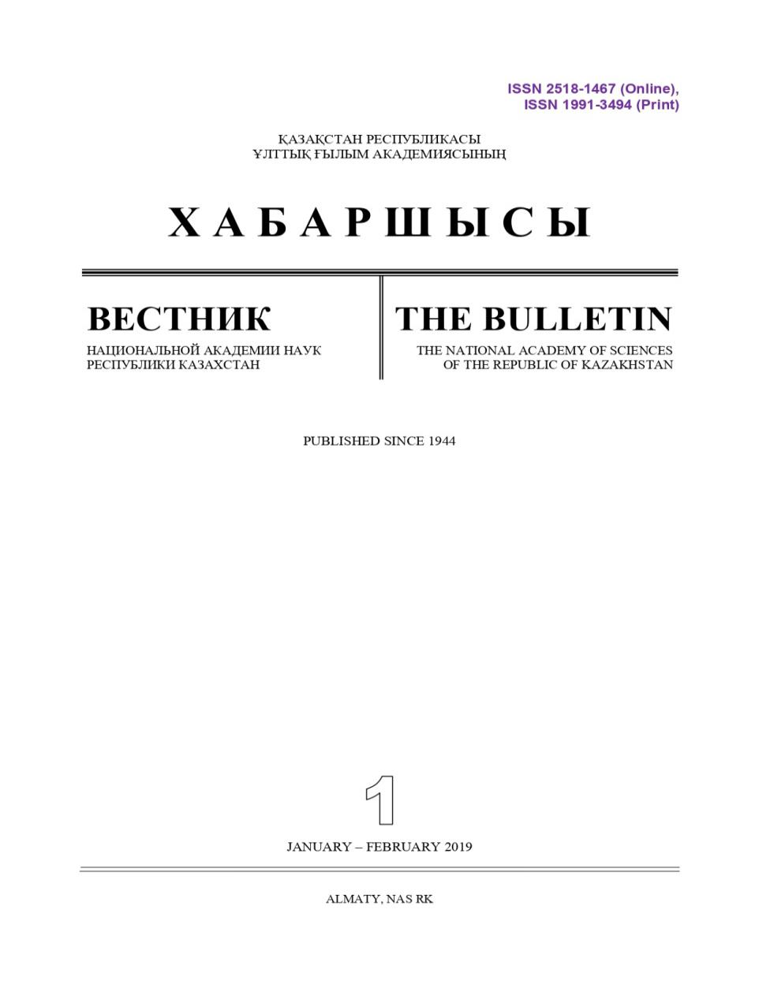 ISSN 2518-1467 (Online),
ISSN 1991-3494 (Print)
ҚАЗАҚСТАН РЕСПУБЛИКАСЫ
ҰЛТТЫҚ ҒЫЛЫМ АКАДЕМИЯСЫНЫҢ
Х А Б А Р Ш Ы С Ы
ВЕСТНИК
НАЦИОНАЛЬНОЙ АКАДЕМИИ НАУК
РЕСПУБЛИКИ КАЗАХСТАН
THE BULLETIN
THE NATIONAL ACADEMY OF SCIENCES
OF THE REPUBLIC OF KAZAKHSTAN
PUBLISHED SINCE 1944
1
JANUARY – FEBRUARY 2019
ALMATY, NAS RK